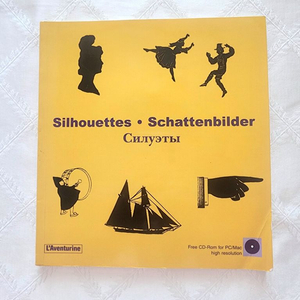 Silhouettes • Schattenbilder
Силуэты
L'Aventurine
Free CD-Rom for PC/Mac
high resolution